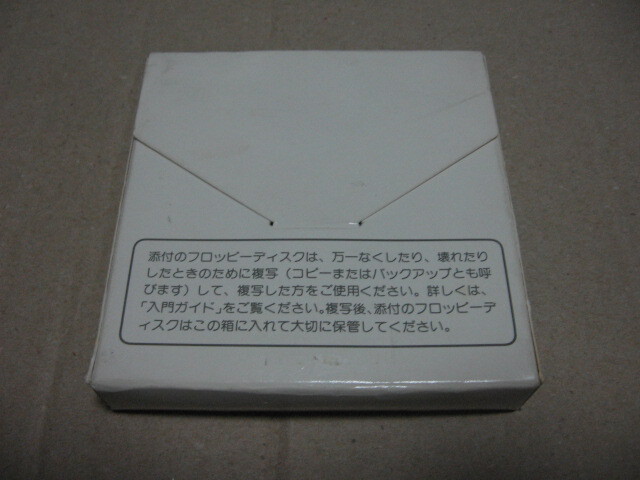 添付のフロッピーディスクは、万一なくしたり、壊れたり
したときのために複写（コピーまたはバックアップとも呼
びます）して、複写した方をご使用ください。詳しくは、
「入門ガイド」をご覧ください。複写後、添付のフロッピーデ
ィスクはこの箱に入れて大切に保管してください。